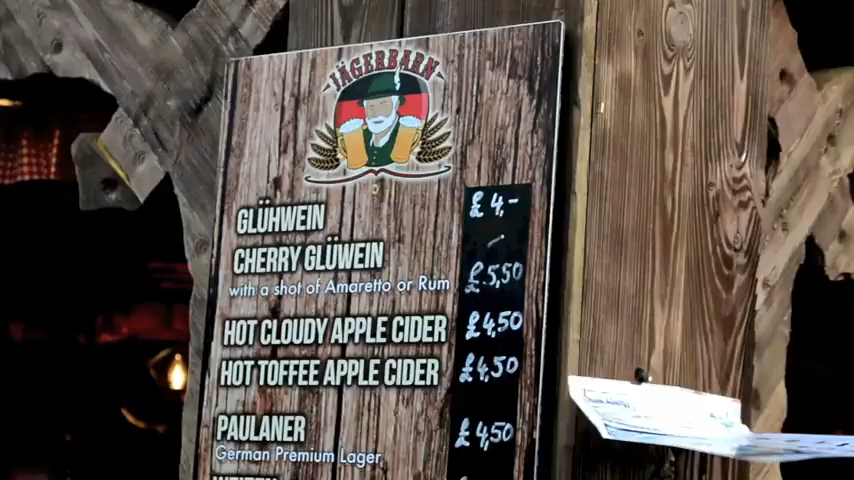 JÄGERBARN
GLÜHWEIN £4,-
CHERRY GLÜWEIN -
with a shot of Amaretto or Rum £5,50
HOT CLOUDY APPLE CIDER £4,50
HOT TOFFEE APPLE CIDER £4,50
PAULANER £4,50
German Premium Lager